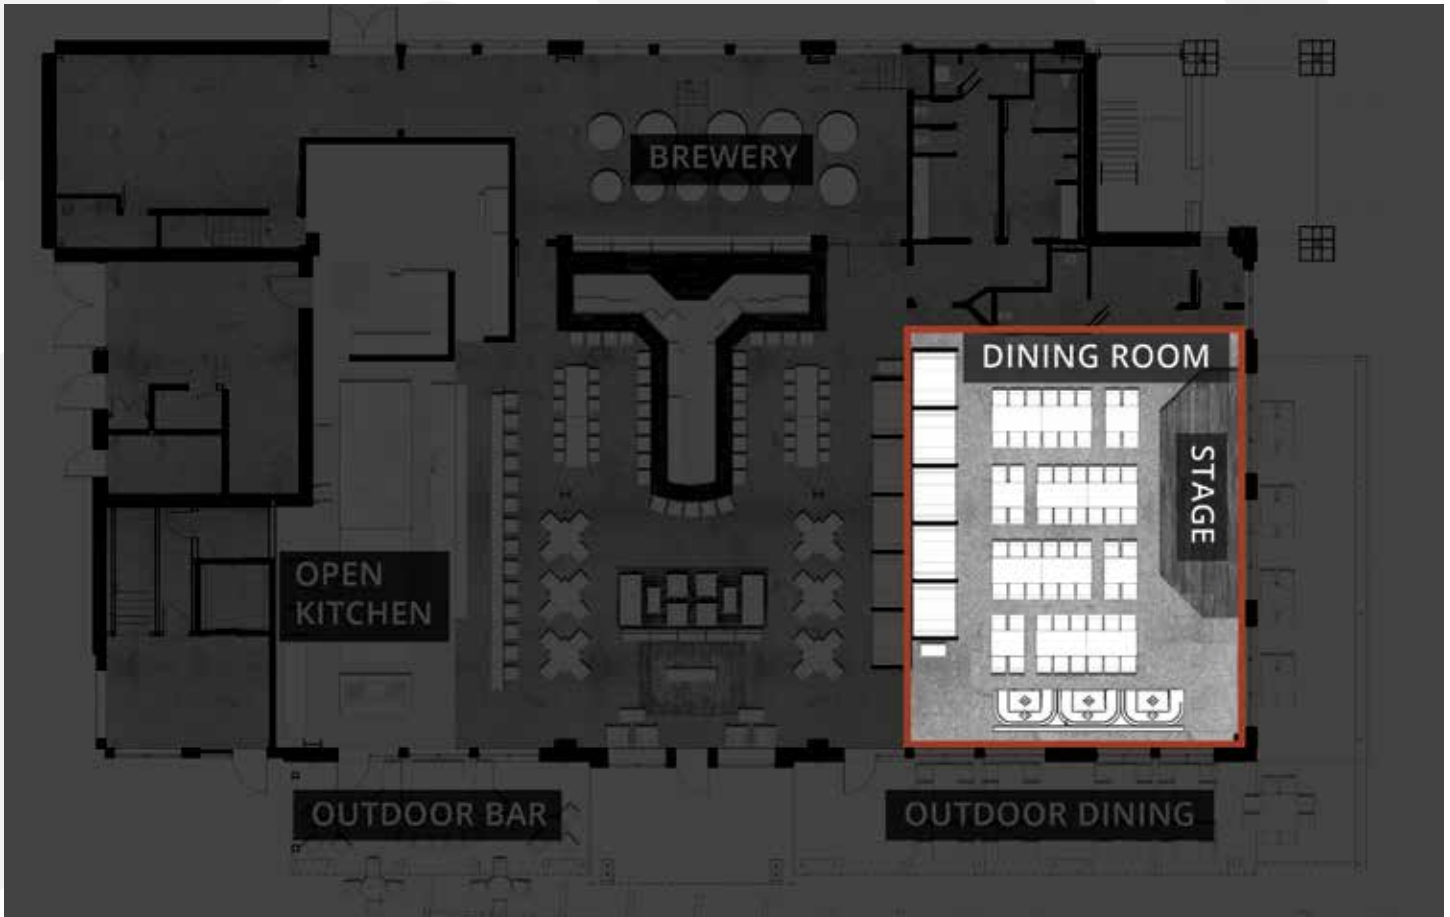 BREWERY
DINING ROOM
STAGE
OPEN
KITCHEN
OUTDOOR BAR
OUTDOOR DINING